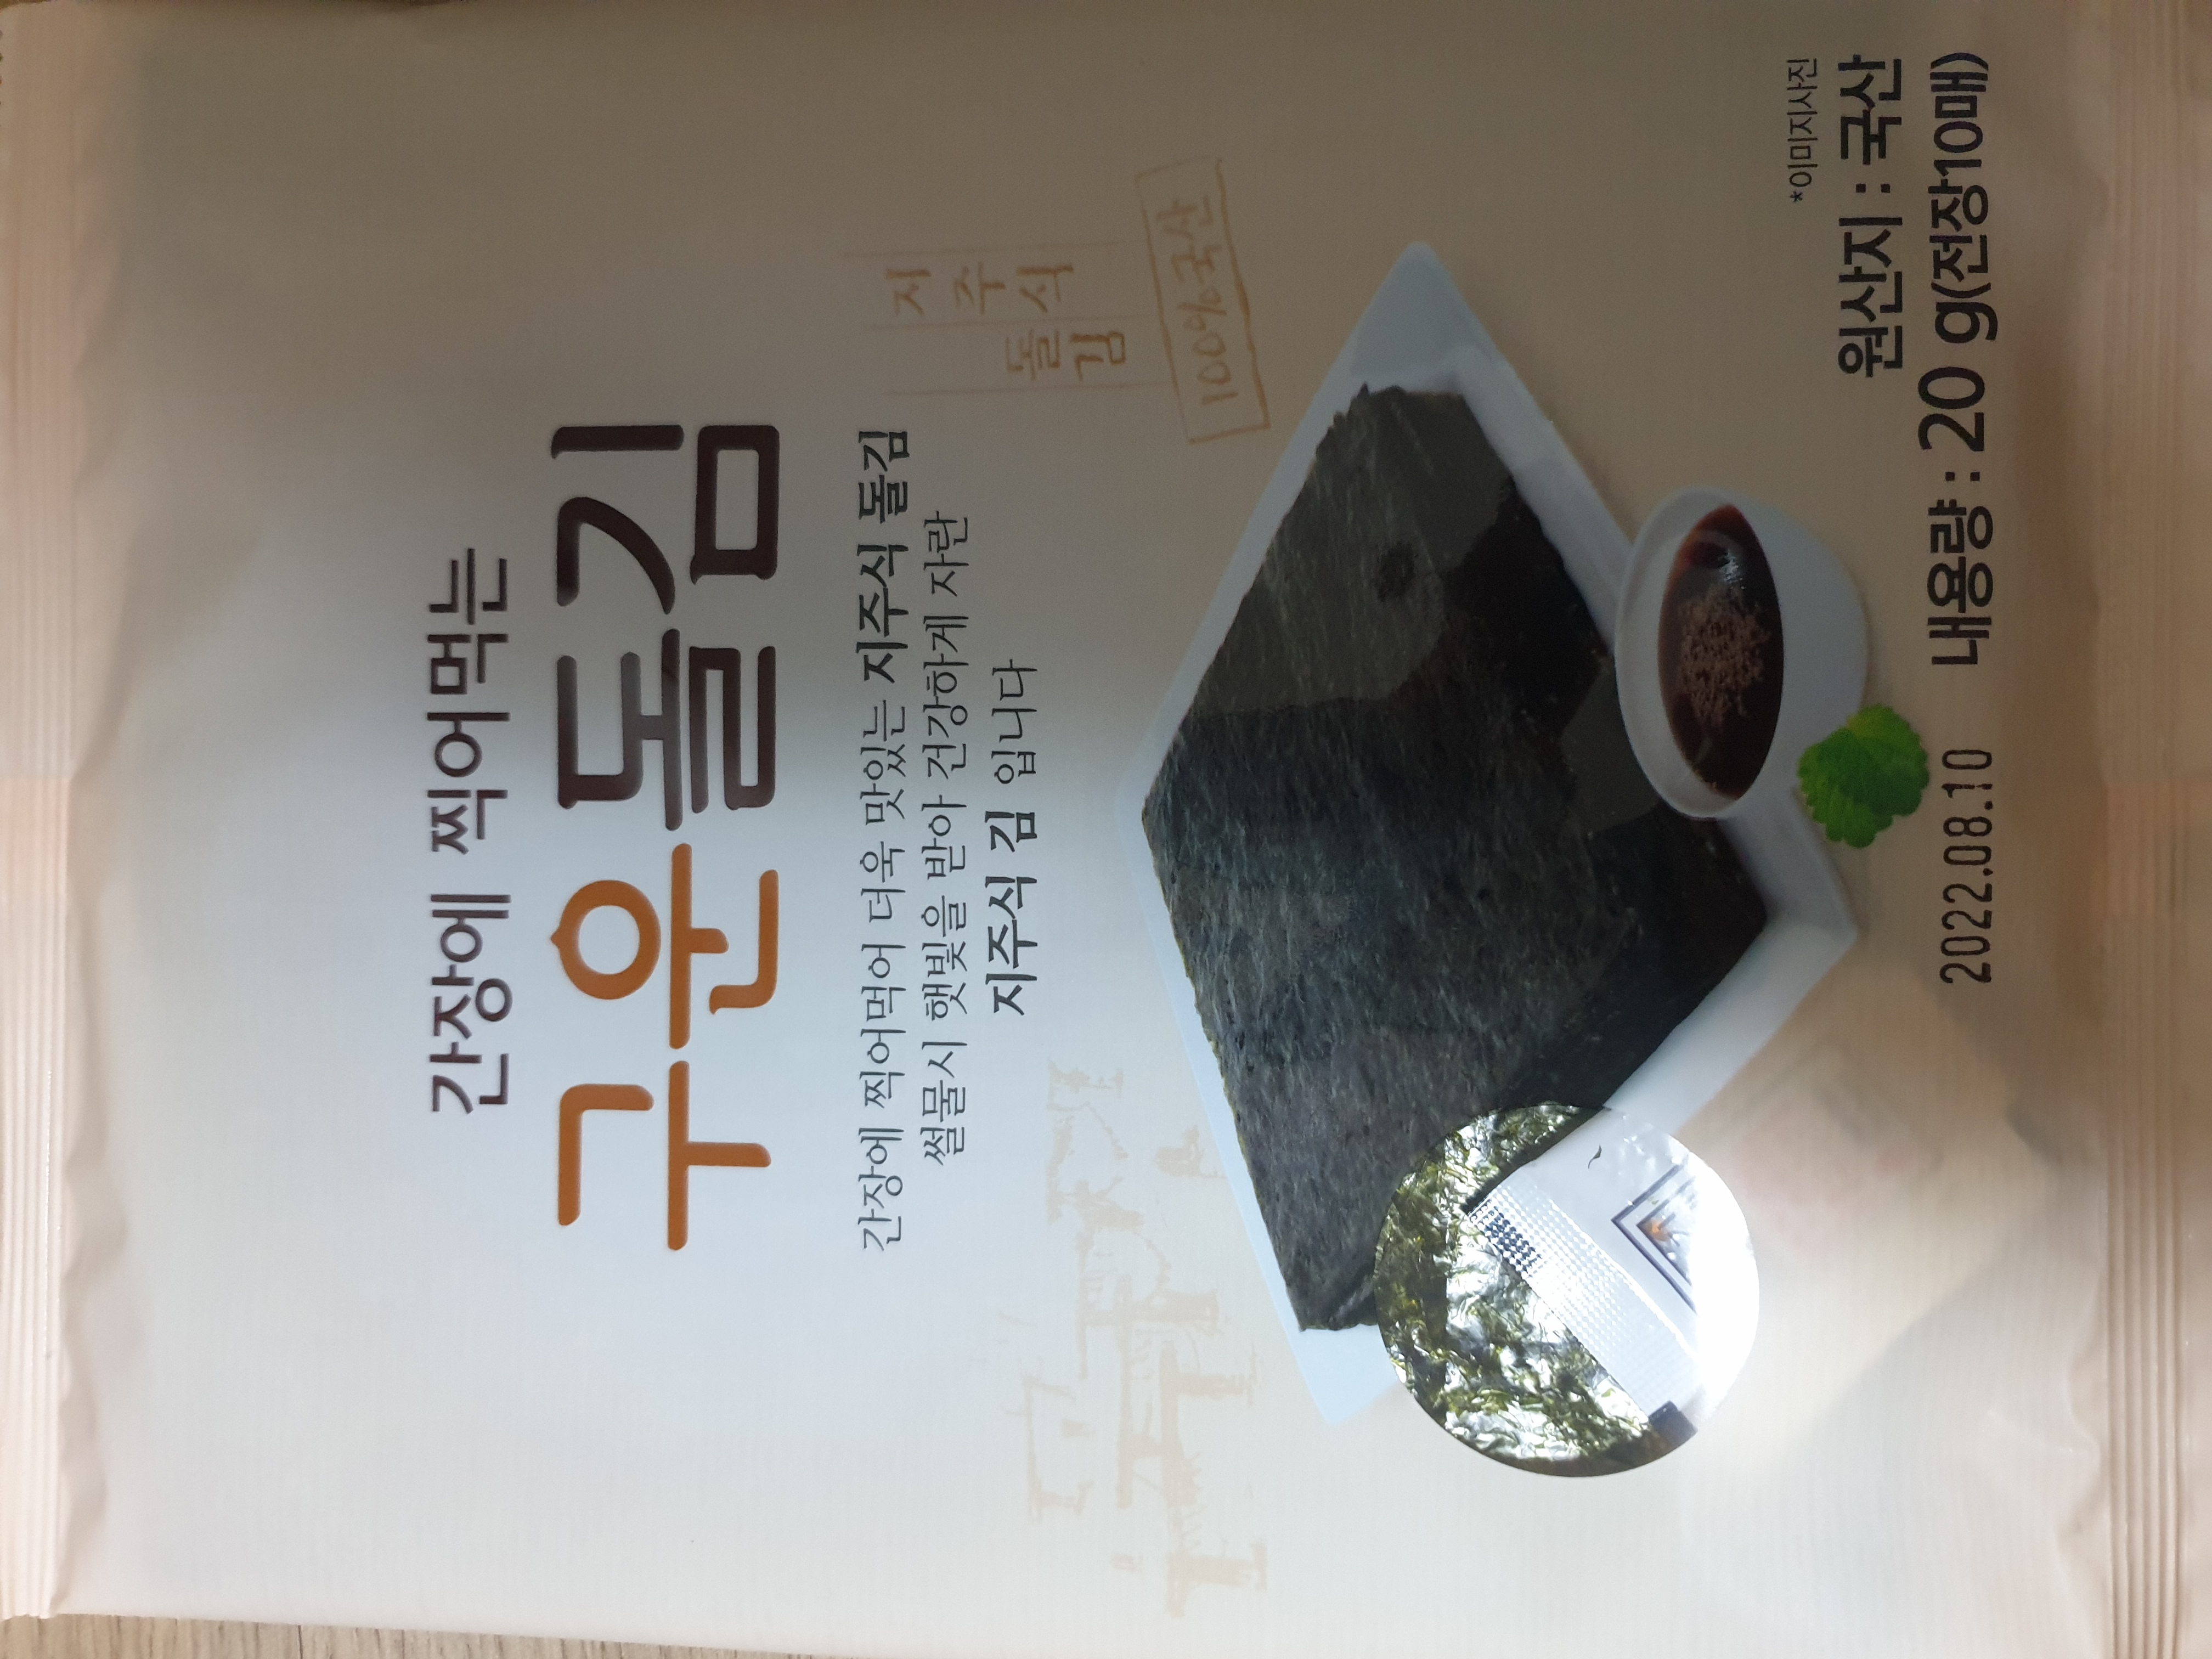 간장에 찍어먹는
구운돌김
간장에 찍어먹어 더욱 맛있는 지주식 돌김
썰물시 햇빛을 받아 건강하게 자란
지주식 김 입니다
지주식
돌김
100%국산
*이미지사진
원산지 : 국산
2022.08.10 내용량 : 20 g(전장10매)